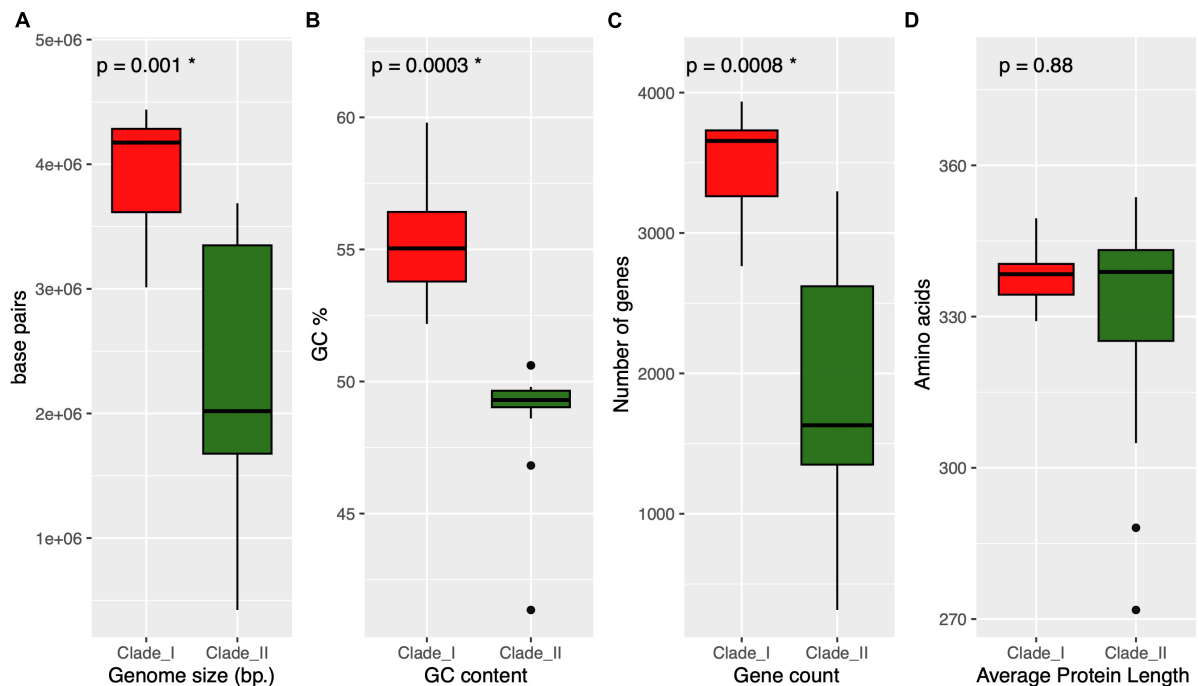 A
p = 0.001 *
5e+06
4e+06
3e+06
2e+06
1e+06
base pairs
Clade_I Clade_II
Genome size (bp.)
B
p = 0.0003 *
60
55
50
45
GC %
Clade_I Clade_II
GC content
C
p = 0.0008 *
4000
3000
2000
1000
Number of genes
Clade_I Clade_II
Gene count
D
p = 0.88
360
330
300
270
Amino acids
Clade_I Clade_II
Average Protein Length